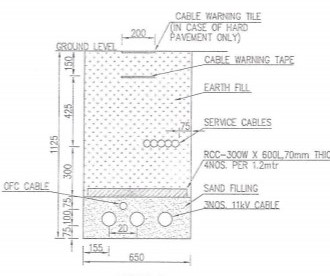 CABLE WARNING TILE
(IN CASE OF HARD
PAVEMENT ONLY)
200
GROUND LEVEL
CABLE WARNING TAPE
150
EARTH FILL
425
75
SERVICE CABLES
1125
300
RCC-300W X 600L,70mm THIC
4NOS. PER 1.2mtr
OFC CABLE
SAND FILLING
75
100
3NOS. 11kV CABLE
20
75
155
650